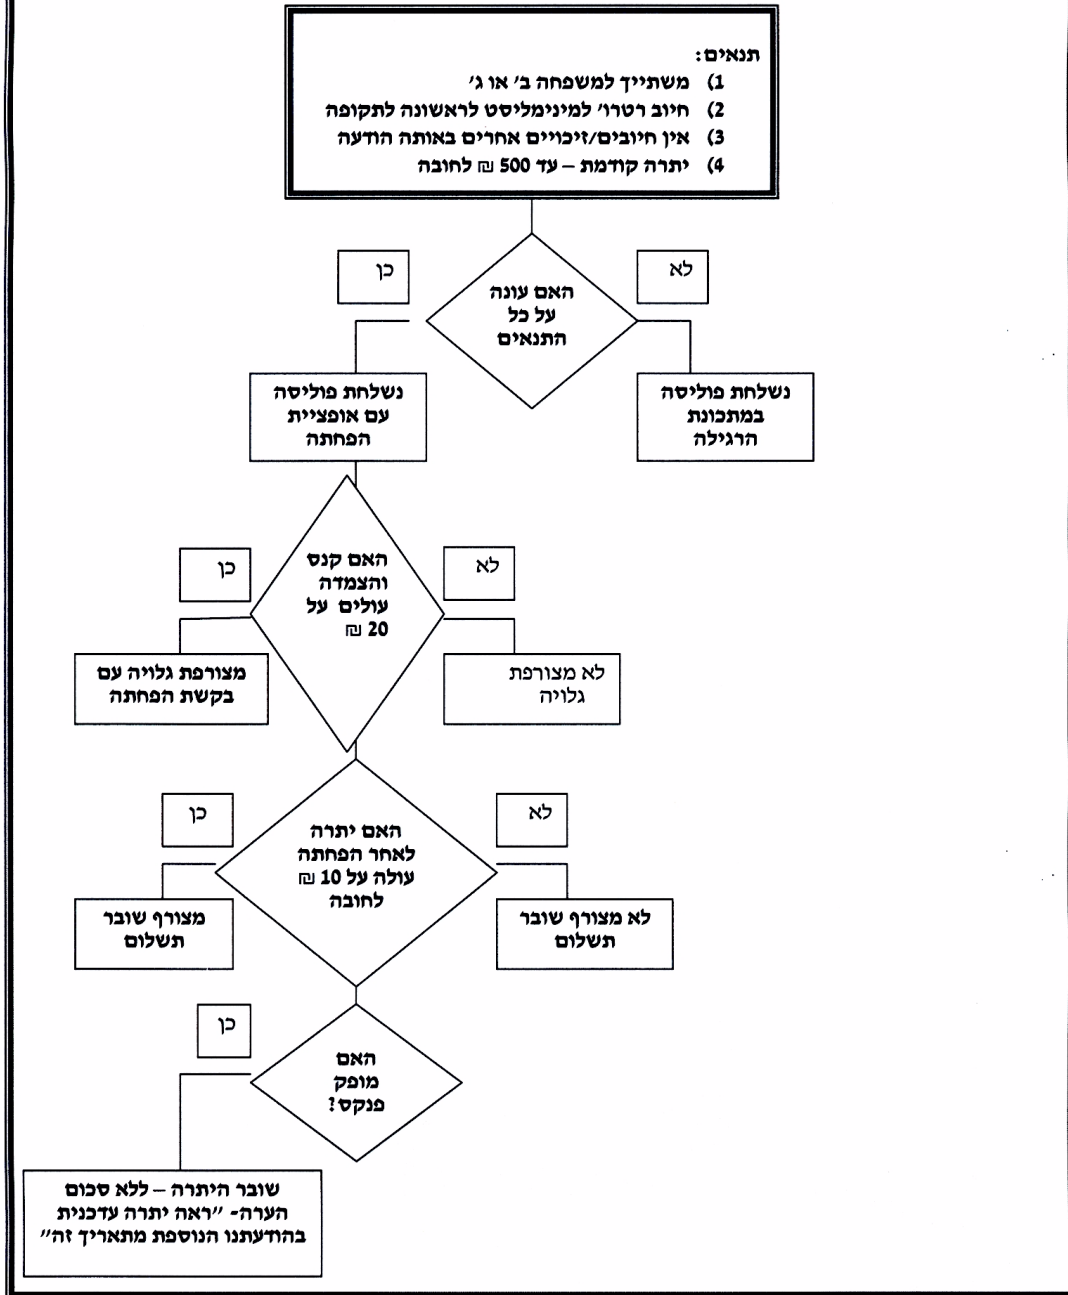 תנאים:
1) משתייך למשפחה ב׳ או ג׳
2) חיוב רטרו׳ למינימליסט לראשונה לתקופה
3) אין חיובים/זיכויים אחרים באותה הודעה
4) יתרה קודמת – עד 500 ₪ לחובה
לא
כן
האם עונה
על כל
התנאים
נשלחת פוליסה
במתכונת
הרגילה
נשלחת פוליסה
עם אופציית
הפחתה
לא
כן
האם קנס
והצמדה
עולים על
20 ₪
לא מצורפת
גלויה
מצורפת גלויה עם
בקשת הפחתה
לא
כן
האם יתרה
לאחר הפחתה
עולה על 10 ₪
לחובה
לא מצורף שובר
תשלום
מצורף שובר
תשלום
כן
האם
מופק
פנקס?
שובר היתרה – ללא סכום
הערה- ״ראה יתרה עדכנית
בהודעתנו הנוספת מתאריך זה״